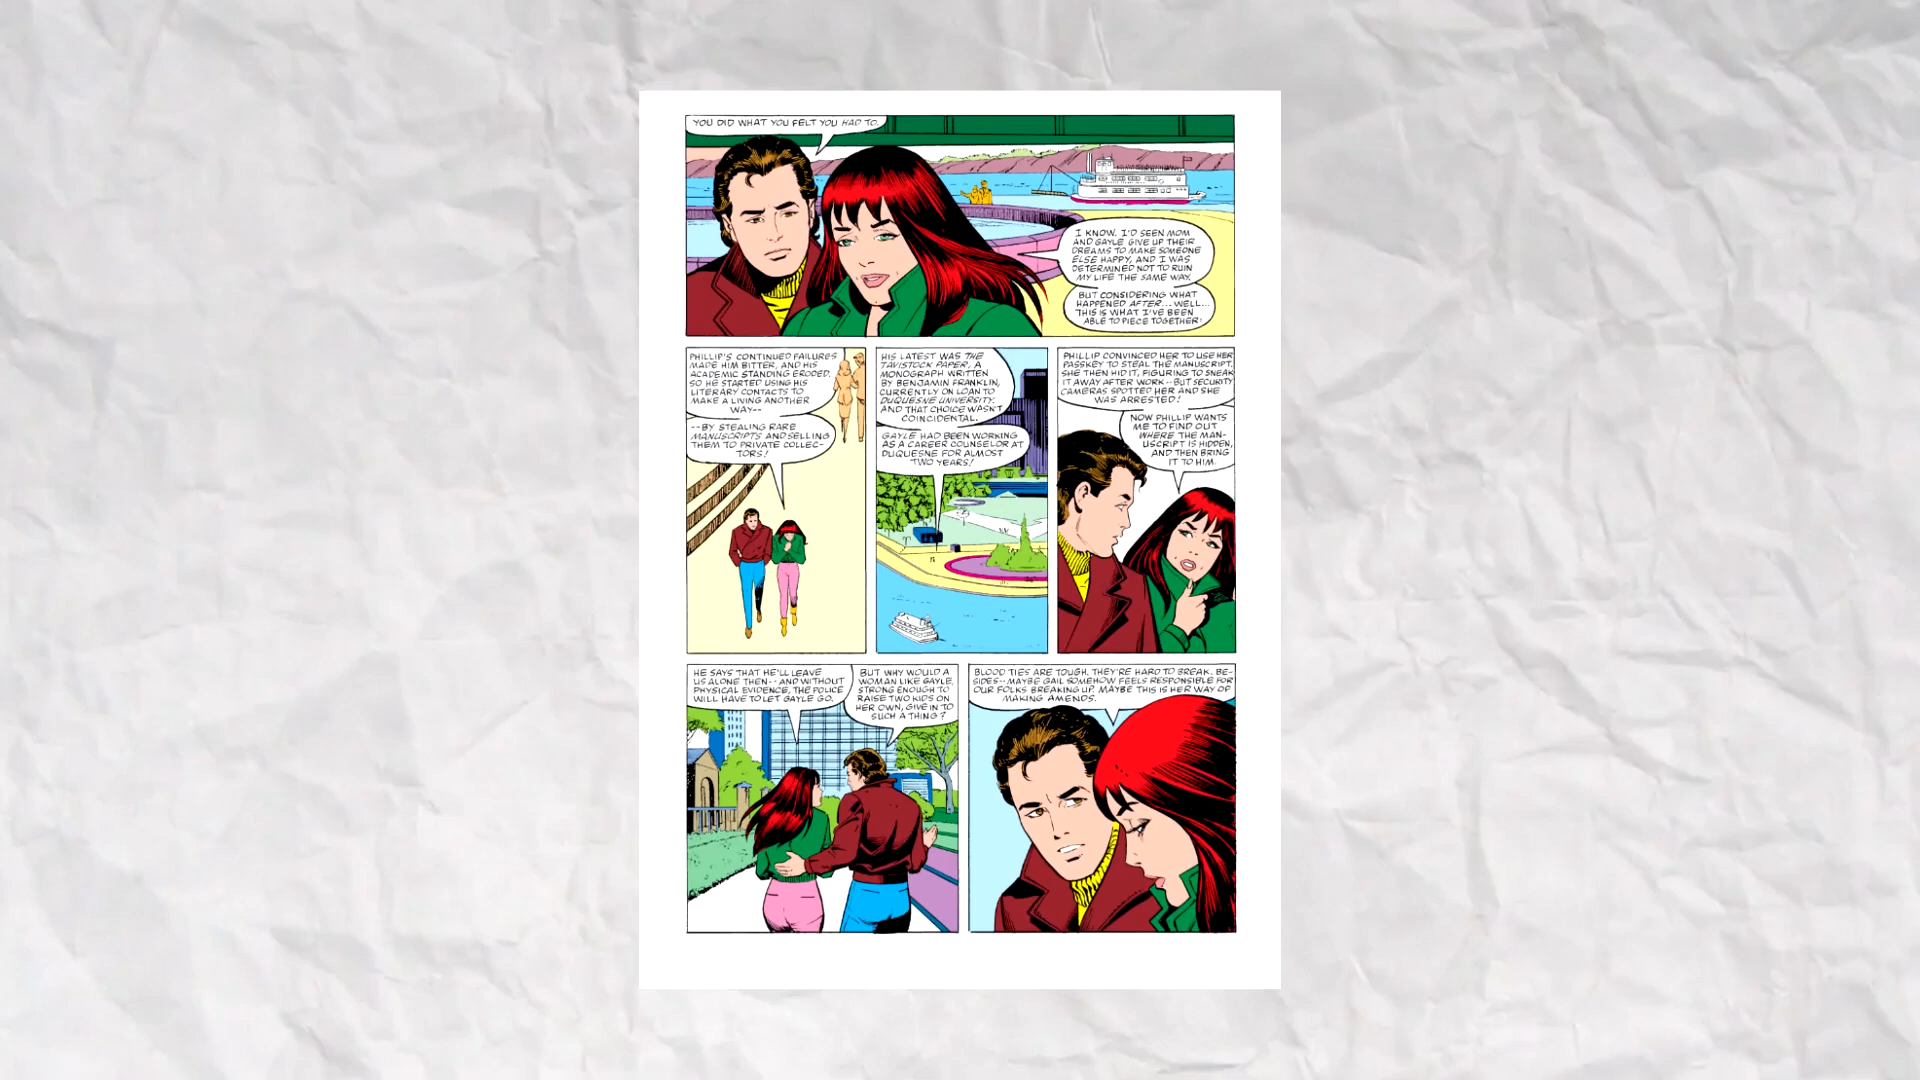 YOU DID WHAT YOU FELT YOU HAD TO.
I KNOW. I'D SEEN MOM
AND GAYLE GIVE UP THEIR
DREAMS TO MAKE SOMEONE
ELSE HAPPY, AND I WAS
DETERMINED NOT TO RUIN
MY LIFE THE SAME WAY.
BUT CONSIDERING WHAT
HAPPENED AFTER... WELL...
THIS IS WHAT I'VE BEEN
ABLE TO PIECE TOGETHER:
PHILLIP'S CONTINUED FAILURES
MADE HIM BITTER, AND HIS
ACADEMIC STANDING ERODED,
SO HE STARTED USING HIS
LITERARY CONTACTS TO
MAKE A LIVING ANOTHER
WAY--
--BY STEALING RARE
MANUSCRIPTS AND SELLING
THEM TO PRIVATE COLLEC-
TORS!
HIS LATEST WAS THE
TAVISTOCK PAPER, A
MONOGRAPH WRITTEN
BY BENJAMIN FRANKLIN,
CURRENTLY ON LOAN TO
DUQUESNE UNIVERSITY.
AND THAT CHOICE WASN'T
COINCIDENTAL.
GAYLE HAD BEEN WORKING
AS A CAREER COUNSELOR AT
DUQUESNE FOR ALMOST
TWO YEARS!
PHILLIP CONVINCED HER TO USE HER
PASSKEY TO STEAL THE MANUSCRIPT.
SHE THEN HID IT, FIGURING TO SNEAK
IT AWAY AFTER WORK--BUT SECURITY
CAMERAS SPOTTED HER AND SHE
WAS ARRESTED!
NOW PHILLIP WANTS
ME TO FIND OUT
WHERE THE MAN-
USCRIPT IS HIDDEN,
AND THEN BRING
IT TO HIM.
HE SAYS THAT HE'LL LEAVE
US ALONE THEN--AND WITHOUT
PHYSICAL EVIDENCE, THE POLICE
WILL HAVE TO LET GAYLE GO.
BUT WHY WOULD A
WOMAN LIKE GAYLE,
STRONG ENOUGH TO
RAISE TWO KIDS ON
HER OWN, GIVE IN TO
SUCH A THING?
BLOOD TIES ARE TOUGH. THEY'RE HARD TO BREAK. BE-
SIDES--MAYBE GAIL SOMEHOW FEELS RESPONSIBLE FOR
OUR FOLKS BREAKING UP. MAYBE THIS IS HER WAY OF
MAKING AMENDS.